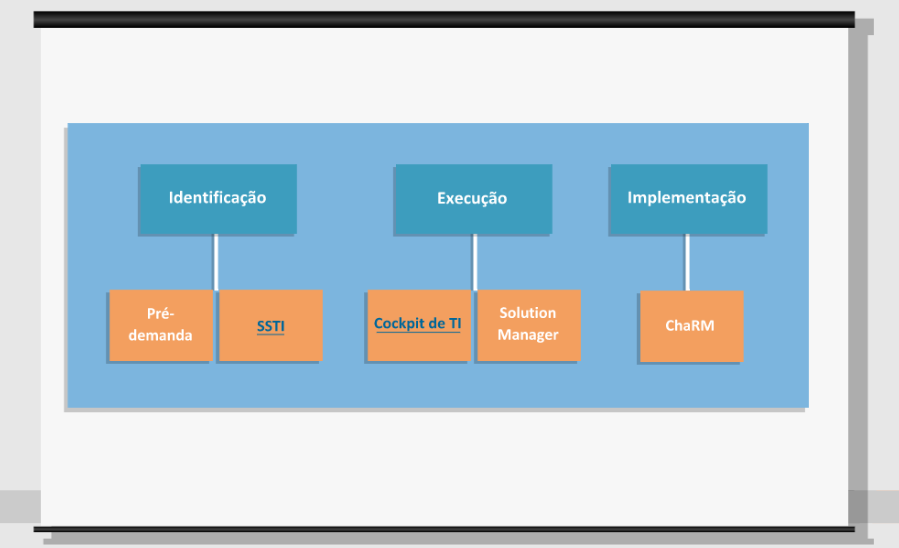 Identificação
Execução
Implementação
Pré-
demanda
SSTI
Cockpit de TI
Solution
Manager
ChaRM